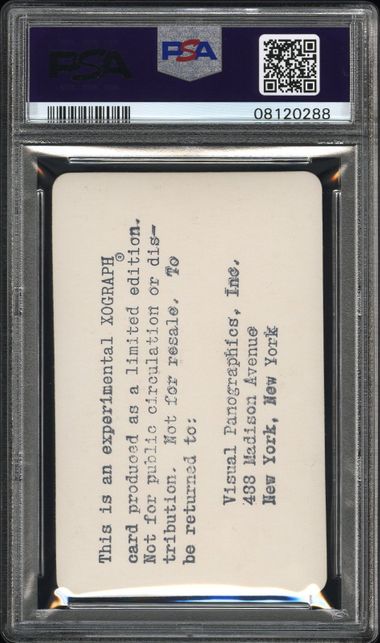 PSA
PSA
08120288
This is an experimental XOGRAPH®
card produced as a limited edition.
Not for public circulation or dis-
tribution. Not for resale. To
be returned to:
Visual Panographics, Inc.
488 Madison Avenue
New York, New York